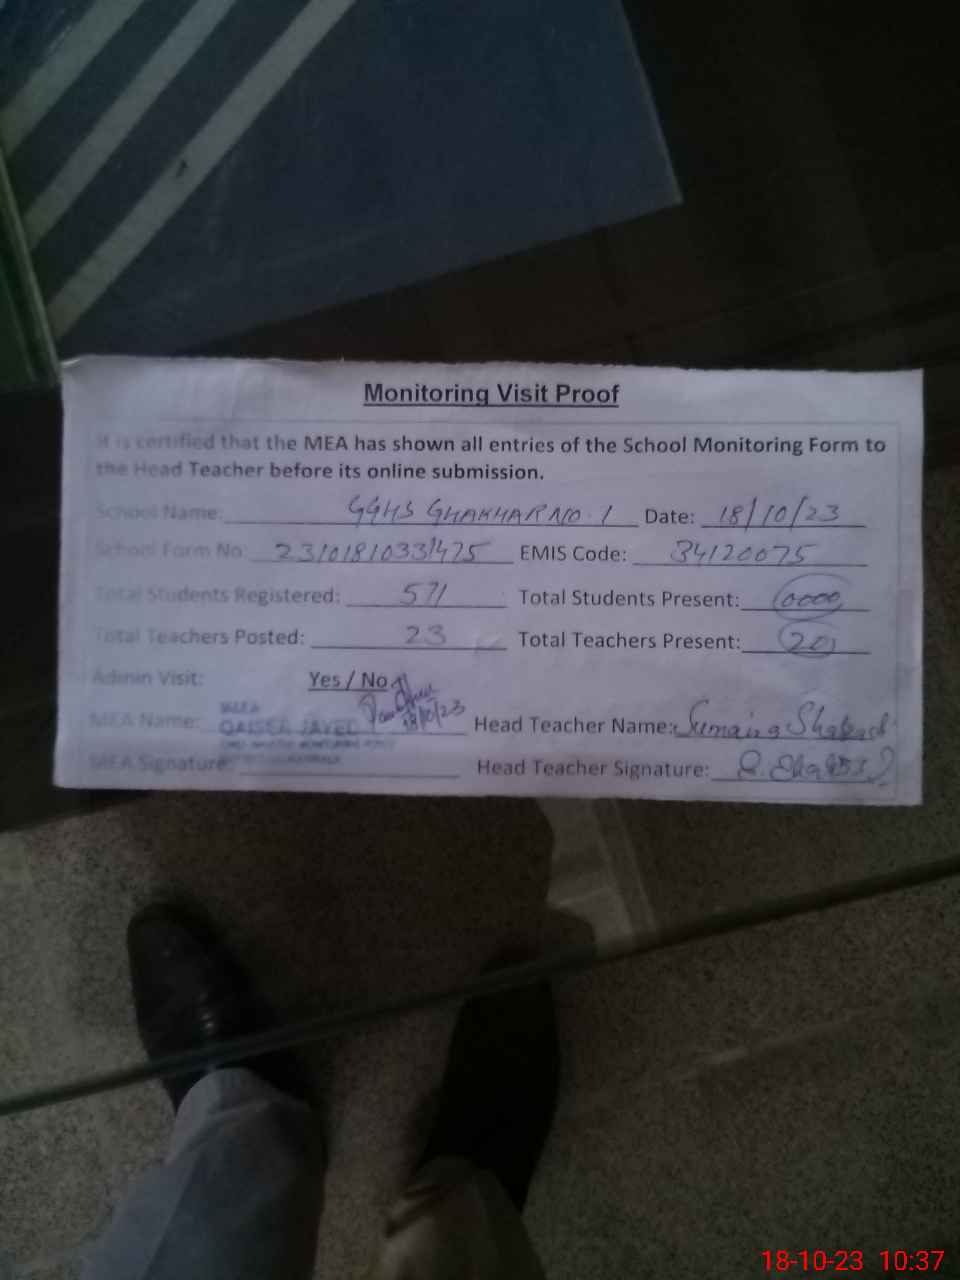 Monitoring Visit Proof
It is certified that the MEA has shown all entries of the School Monitoring Form to
the Head Teacher before its online submission.
School Name: GGHS GHAKHAR NO. 1 Date: 18/10/23
School Form No: 23101810331475 EMIS Code: 34120075
Total Students Registered: 571 Total Students Present: 0000
Total Teachers Posted: 23 Total Teachers Present: 20
Admin Visit: Yes / No
MEA
MEA Name: QAISER JAVED 18/10/23 Head Teacher Name: Sumaira
MEA Signature: Head Teacher Signature:
18-10-23 10:37